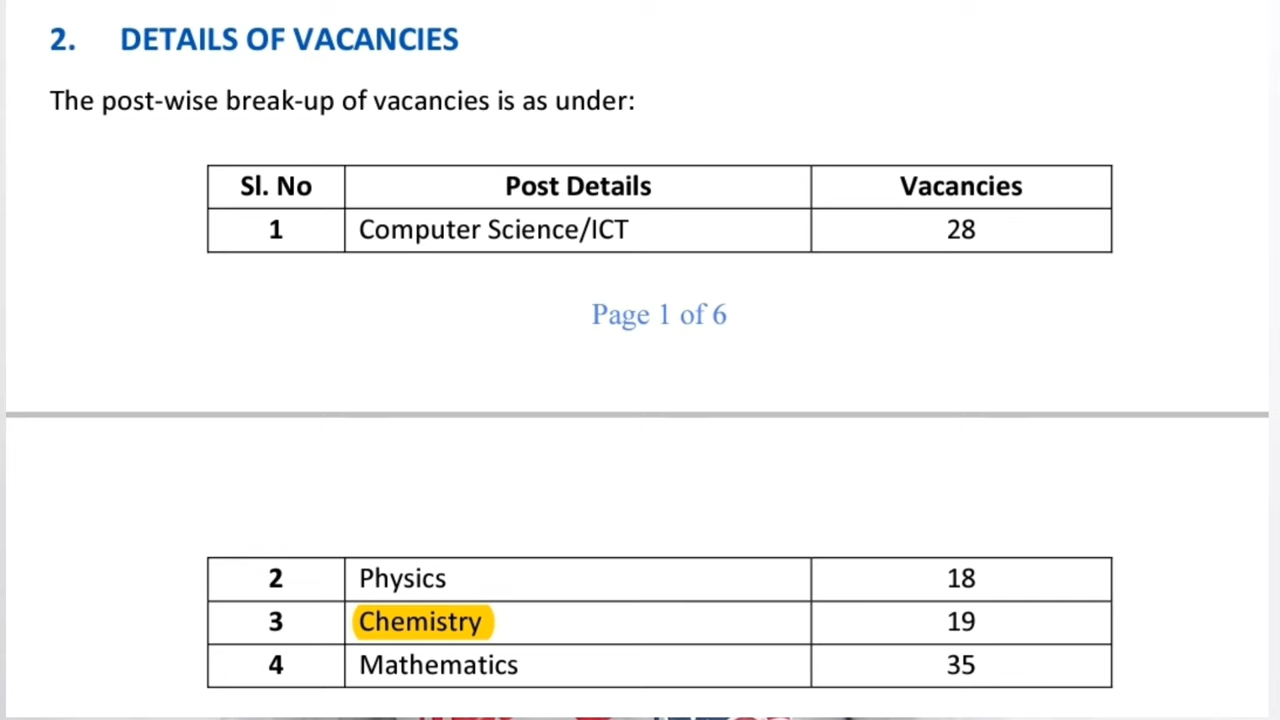 2. DETAILS OF VACANCIES
The post-wise break-up of vacancies is as under:
Sl. No Post Details Vacancies
1 Computer Science/ICT 28
Page 1 of 6
2 Physics 18
3 Chemistry 19
4 Mathematics 35